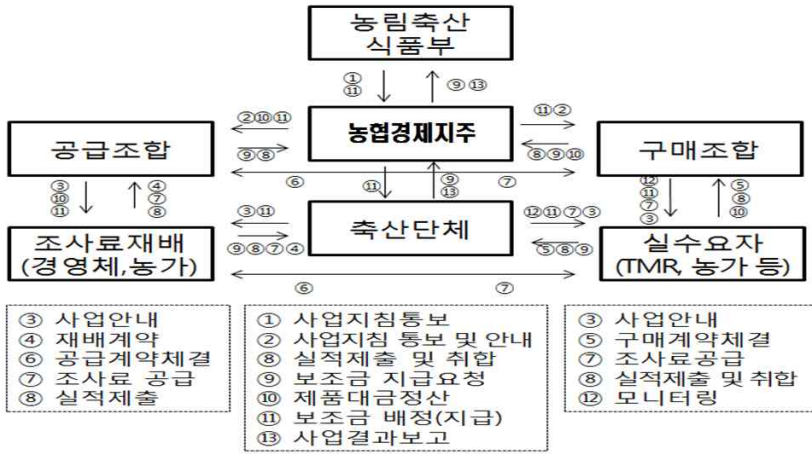 농림축산
식품부
①
⑪
⑨⑬
②⑩⑪
⑪②
공급조합
농협경제지주
구매조합
⑨⑧
⑧⑨⑩
⑥
⑦
③
⑩
⑪
④
⑦
⑧
⑪
⑨
⑬
⑫
⑪
⑦
③
⑤
⑧
⑩
③⑪
⑫⑪⑦③
조사료재배
(경영체,농가)
축산단체
실수요자
(TMR, 농가 등)
⑨⑧⑦④
⑤⑧⑨
⑥
⑦
③ 사업안내
④ 재배계약
⑥ 공급계약체결
⑦ 조사료 공급
⑧ 실적제출
① 사업지침통보
② 사업지침 통보 및 안내
⑧ 실적제출 및 취합
⑨ 보조금 지급요청
⑩ 제품대금정산
⑪ 보조금 배정(지급)
⑬ 사업결과보고
③ 사업안내
⑤ 구매계약체결
⑦ 조사료공급
⑧ 실적제출 및 취합
⑫ 모니터링